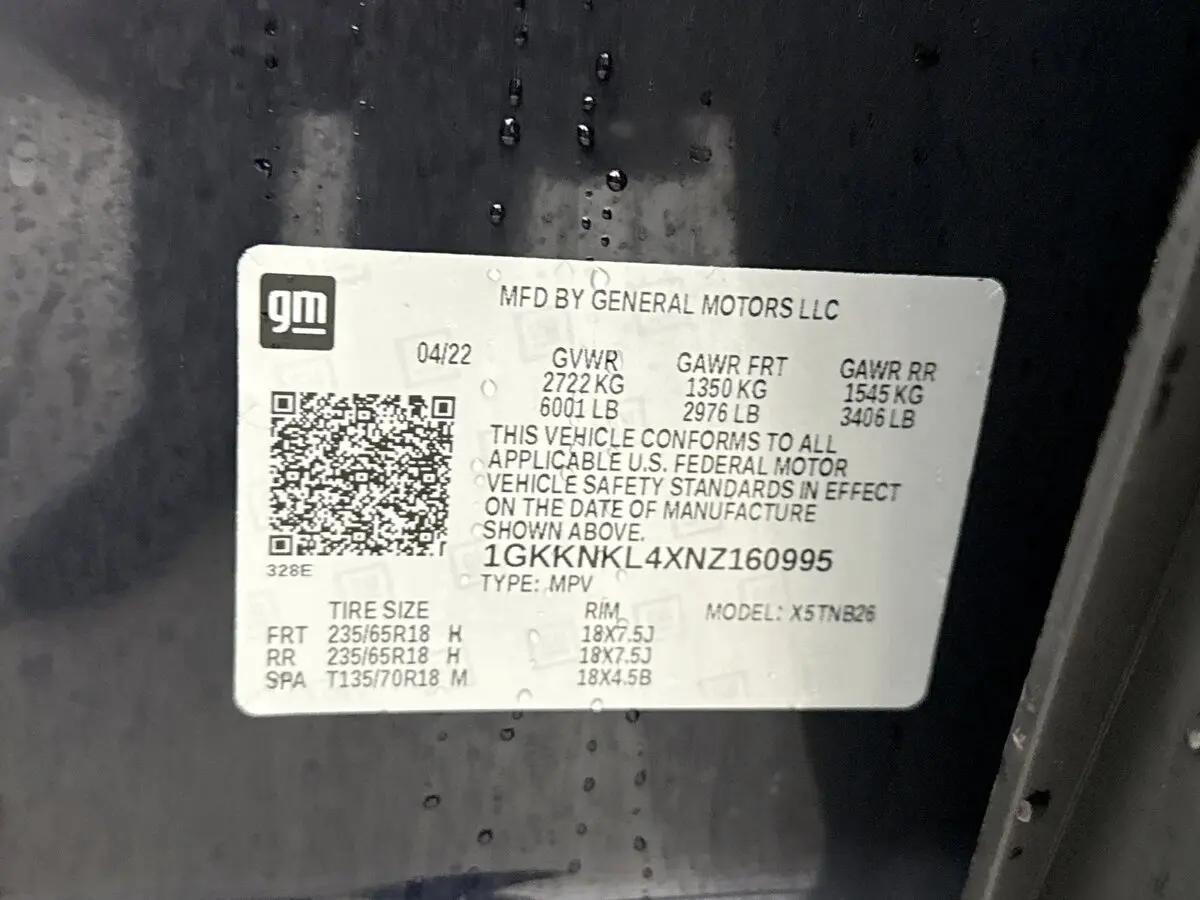 gm
MFD BY GENERAL MOTORS LLC
04/22 GVWR GAWR FRT GAWR RR
2722 KG 1350 KG 1545 KG
6001 LB 2976 LB 3406 LB
THIS VEHICLE CONFORMS TO ALL
APPLICABLE U.S. FEDERAL MOTOR
VEHICLE SAFETY STANDARDS IN EFFECT
ON THE DATE OF MANUFACTURE
SHOWN ABOVE.
1GKKNKL4XNZ160995
328E
TYPE: MPV
TIRE SIZE RIM MODEL: X5TNB26
FRT 235/65R18 H 18X7.5J
RR 235/65R18 H 18X7.5J
SPA T135/70R18 M 18X4.5B